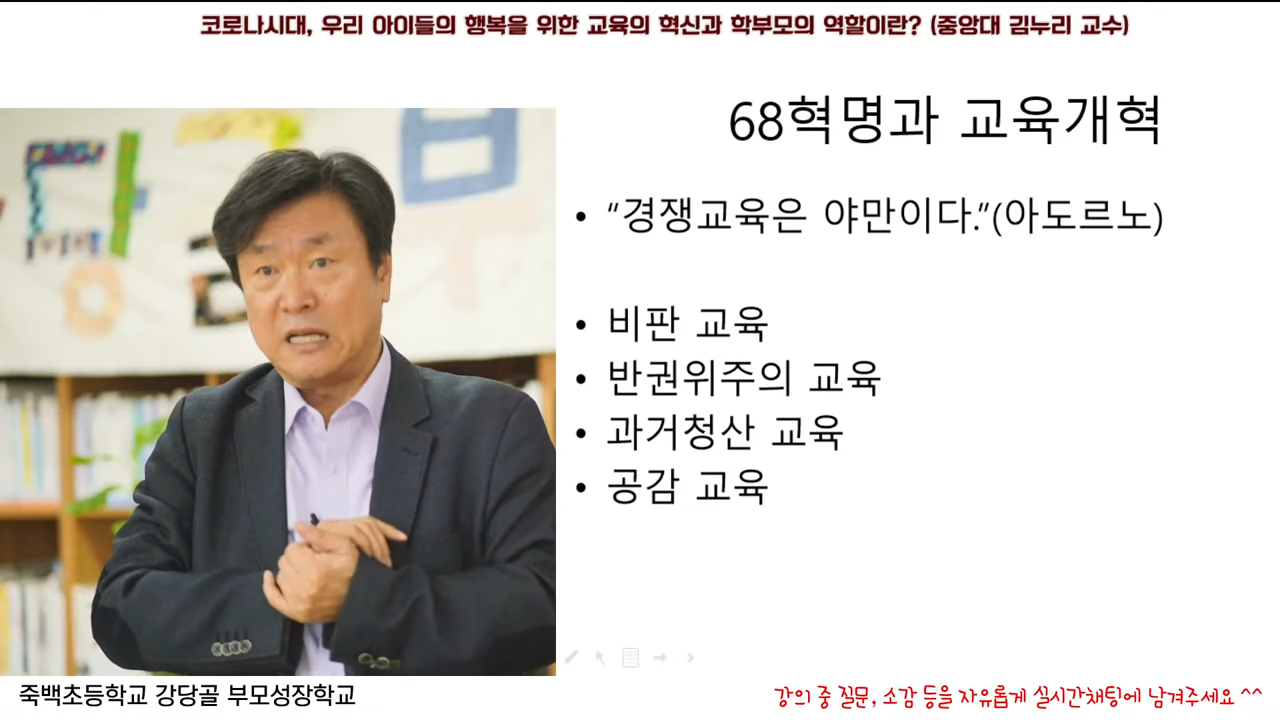 코로나시대, 우리 아이들의 행복을 위한 교육의 혁신과 학부모의 역할이란? (중앙대 김누리 교수)
68혁명과 교육개혁
• “경쟁교육은 야만이다.”(아도르노)
• 비판 교육
• 반권위주의 교육
• 과거청산 교육
• 공감 교육
죽백초등학교 강당골 부모성장학교
강의 중 질문, 소감 등을 자유롭게 실시간채팅에 남겨주세요 ^^